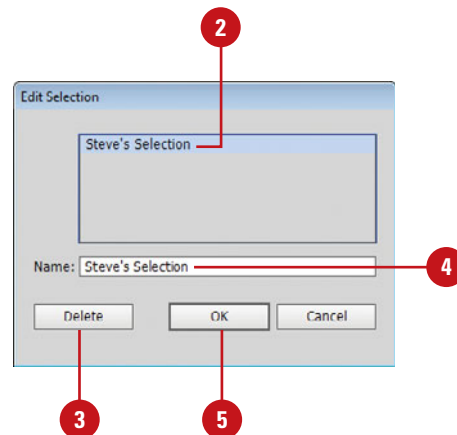 2
Edit Selection
Steve's Selection
Name: Steve's Selection
4
Delete OK Cancel
3 5